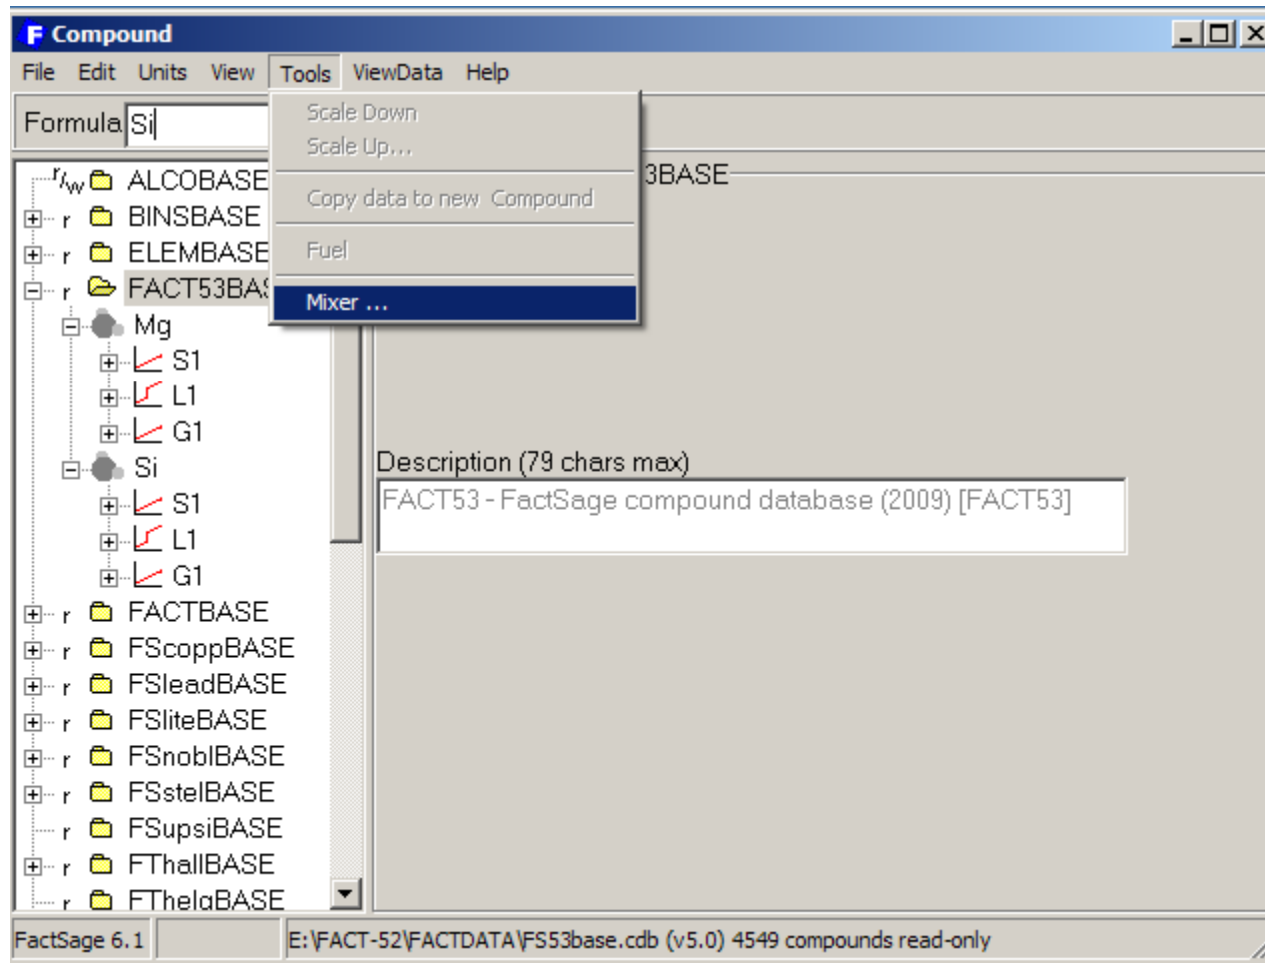 F Compound
File Edit Units View Tools ViewData Help
Formula Si
Scale Down
Scale Up...
Copy data to new Compound
Fuel
Mixer ...
r/w ALCOBASE
r BINSBASE
r ELEMBASE
r FACT53BAS
Mg
S1
L1
G1
Si
S1
L1
G1
r FACTBASE
r FScoppBASE
r FSleadBASE
r FSliteBASE
r FSnoblBASE
r FSstelBASE
r FSupsiBASE
r FThallBASE
r FThelgBASE
3BASE
Description (79 chars max)
FACT53 - FactSage compound database (2009) [FACT53]
FactSage 6.1
E:\FACT-52\FACTDATA\FS53base.cdb (v5.0) 4549 compounds read-only